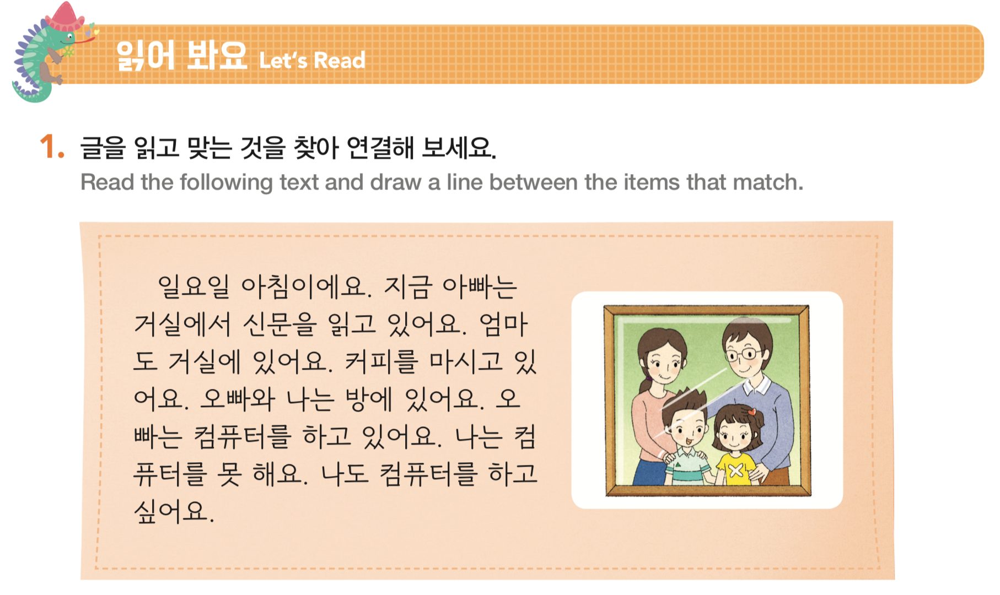 읽어 봐요 Let's Read
1. 글을 읽고 맞는 것을 찾아 연결해 보세요.
Read the following text and draw a line between the items that match.
일요일 아침이에요. 지금 아빠는
거실에서 신문을 읽고 있어요. 엄마
도 거실에 있어요. 커피를 마시고 있
어요. 오빠와 나는 방에 있어요. 오
빠는 컴퓨터를 하고 있어요. 나는 컴
퓨터를 못 해요. 나도 컴퓨터를 하고
싶어요.